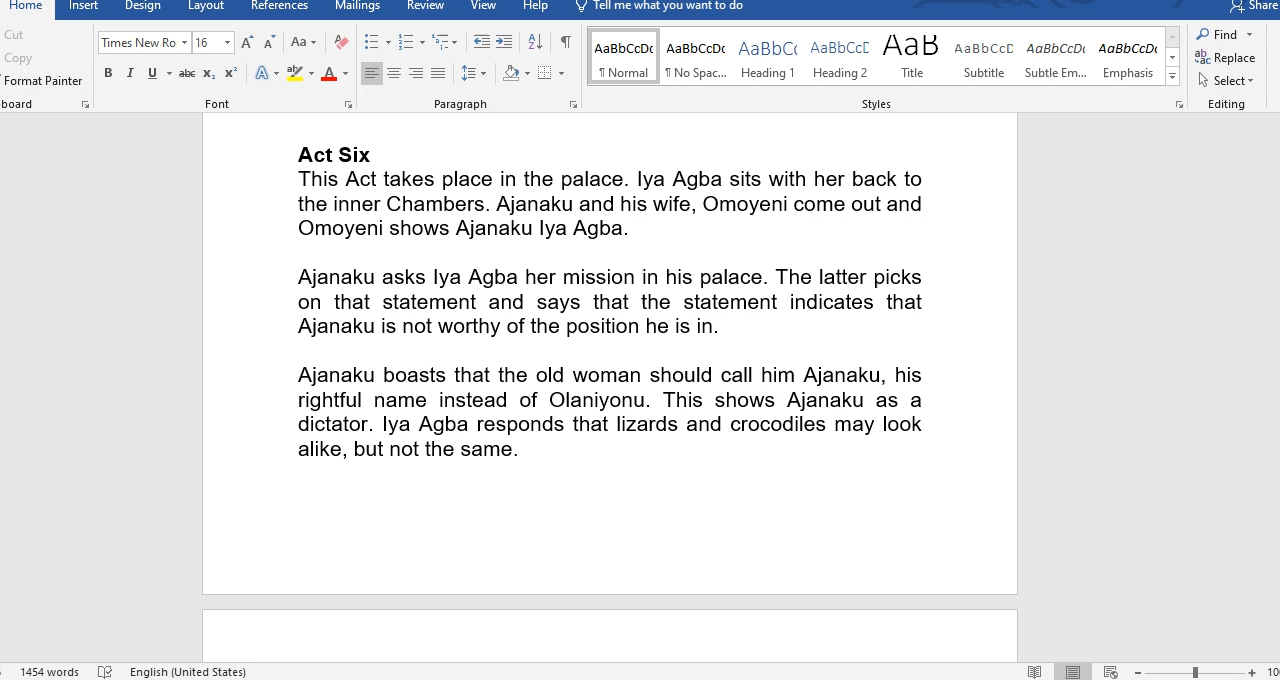 Home Insert Design Layout References Mailings Review View Help Tell me what you want to do Share
Cut
Copy
Format Painter
board
Times New Ro 16 Aa
B I U abc x₂ x² A aby A
Font
Paragraph
AaBbCcDc AaBbCcDc AaBbCc AaBbCcD AaB AaBbCcD AaBbCcDc AaBbCcDc
¶ Normal ¶ No Spac... Heading 1 Heading 2 Title Subtitle Subtle Em... Emphasis
Styles
Find
Replace
Select
Editing
Act Six
This Act takes place in the palace. Iya Agba sits with her back to
the inner Chambers. Ajanaku and his wife, Omoyeni come out and
Omoyeni shows Ajanaku Iya Agba.
Ajanaku asks Iya Agba her mission in his palace. The latter picks
on that statement and says that the statement indicates that
Ajanaku is not worthy of the position he is in.
Ajanaku boasts that the old woman should call him Ajanaku, his
rightful name instead of Olaniyonu. This shows Ajanaku as a
dictator. Iya Agba responds that lizards and crocodiles may look
alike, but not the same.
1454 words English (United States)